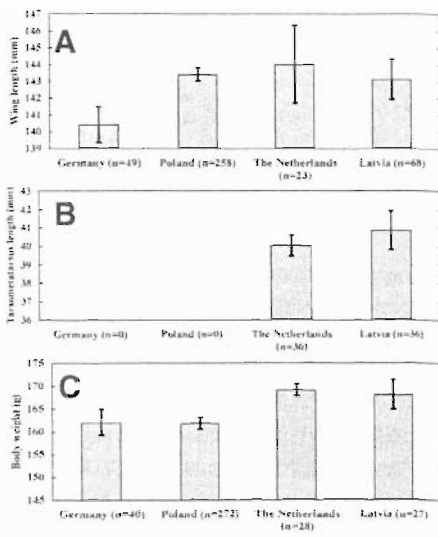 A
Wing length (mm)
147
146
145
144
143
142
141
140
139
Germany (n=49) Poland (n=258) The Netherlands Latvia (n=68)
(n=23)
B
Tarsometatarsus length (mm)
43
42
41
40
39
38
37
36
Germany (n=0) Poland (n=0) The Netherlands Latvia (n=36)
(n=36)
C
Body weight (g)
175
170
165
160
155
150
145
Germany (n=40) Poland (n=272) The Netherlands Latvia (n=27)
(n=28)